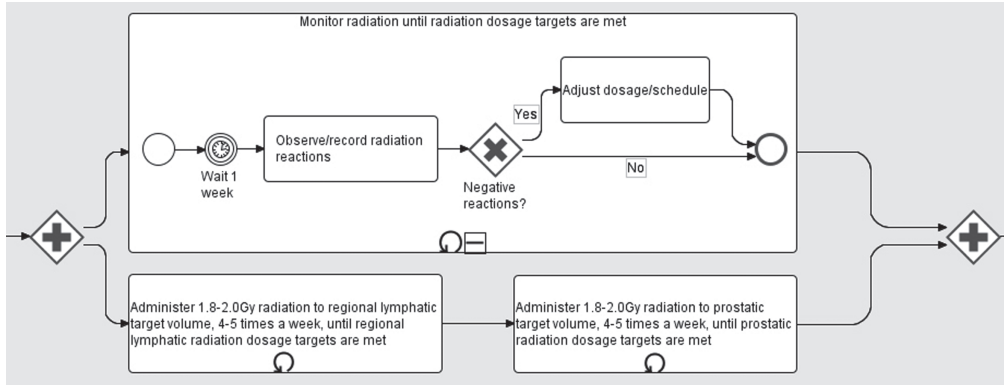 Monitor radiation until radiation dosage targets are met
Adjust dosage/schedule
Yes
Observe/record radiation
reactions
No
Wait 1
week
Negative
reactions?
Administer 1.8-2.0Gy radiation to regional lymphatic
target volume, 4-5 times a week, until regional
lymphatic radiation dosage targets are met
Administer 1.8-2.0Gy radiation to prostatic
target volume, 4-5 times a week, until prostatic
radiation dosage targets are met